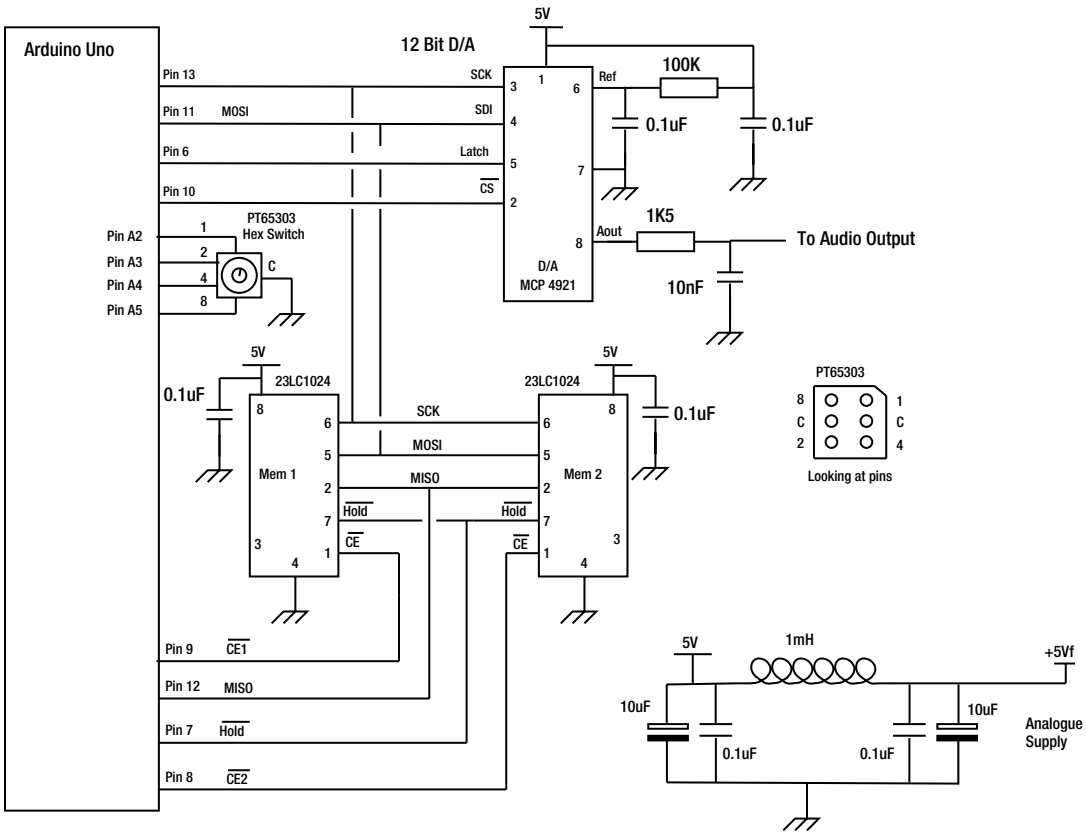 Arduino Uno
12 Bit D/A
5V
Pin 13
SCK
3
1
6
Ref
100K
Pin 11
MOSI
SDI
4
0.1uF
0.1uF
Pin 6
Latch
5
7
Pin 10
CS
2
PT65303
Hex Switch
Pin A2
1
Pin A3
2
C
Pin A4
4
Pin A5
8
8
Aout
1K5
To Audio Output
D/A
MCP 4921
10nF
5V
23LC1024
0.1uF
8
6
SCK
5
MOSI
Mem 1
2
MISO
7
Hold
3
1
CE
4
5V
23LC1024
8
0.1uF
6
5
Mem 2
2
Hold
7
3
CE
1
4
PT65303
8
1
C
C
2
4
Looking at pins
Pin 9
CE1
Pin 12
MISO
Pin 7
Hold
Pin 8
CE2
5V
1mH
+5Vf
10uF
0.1uF
0.1uF
10uF
Analogue
Supply